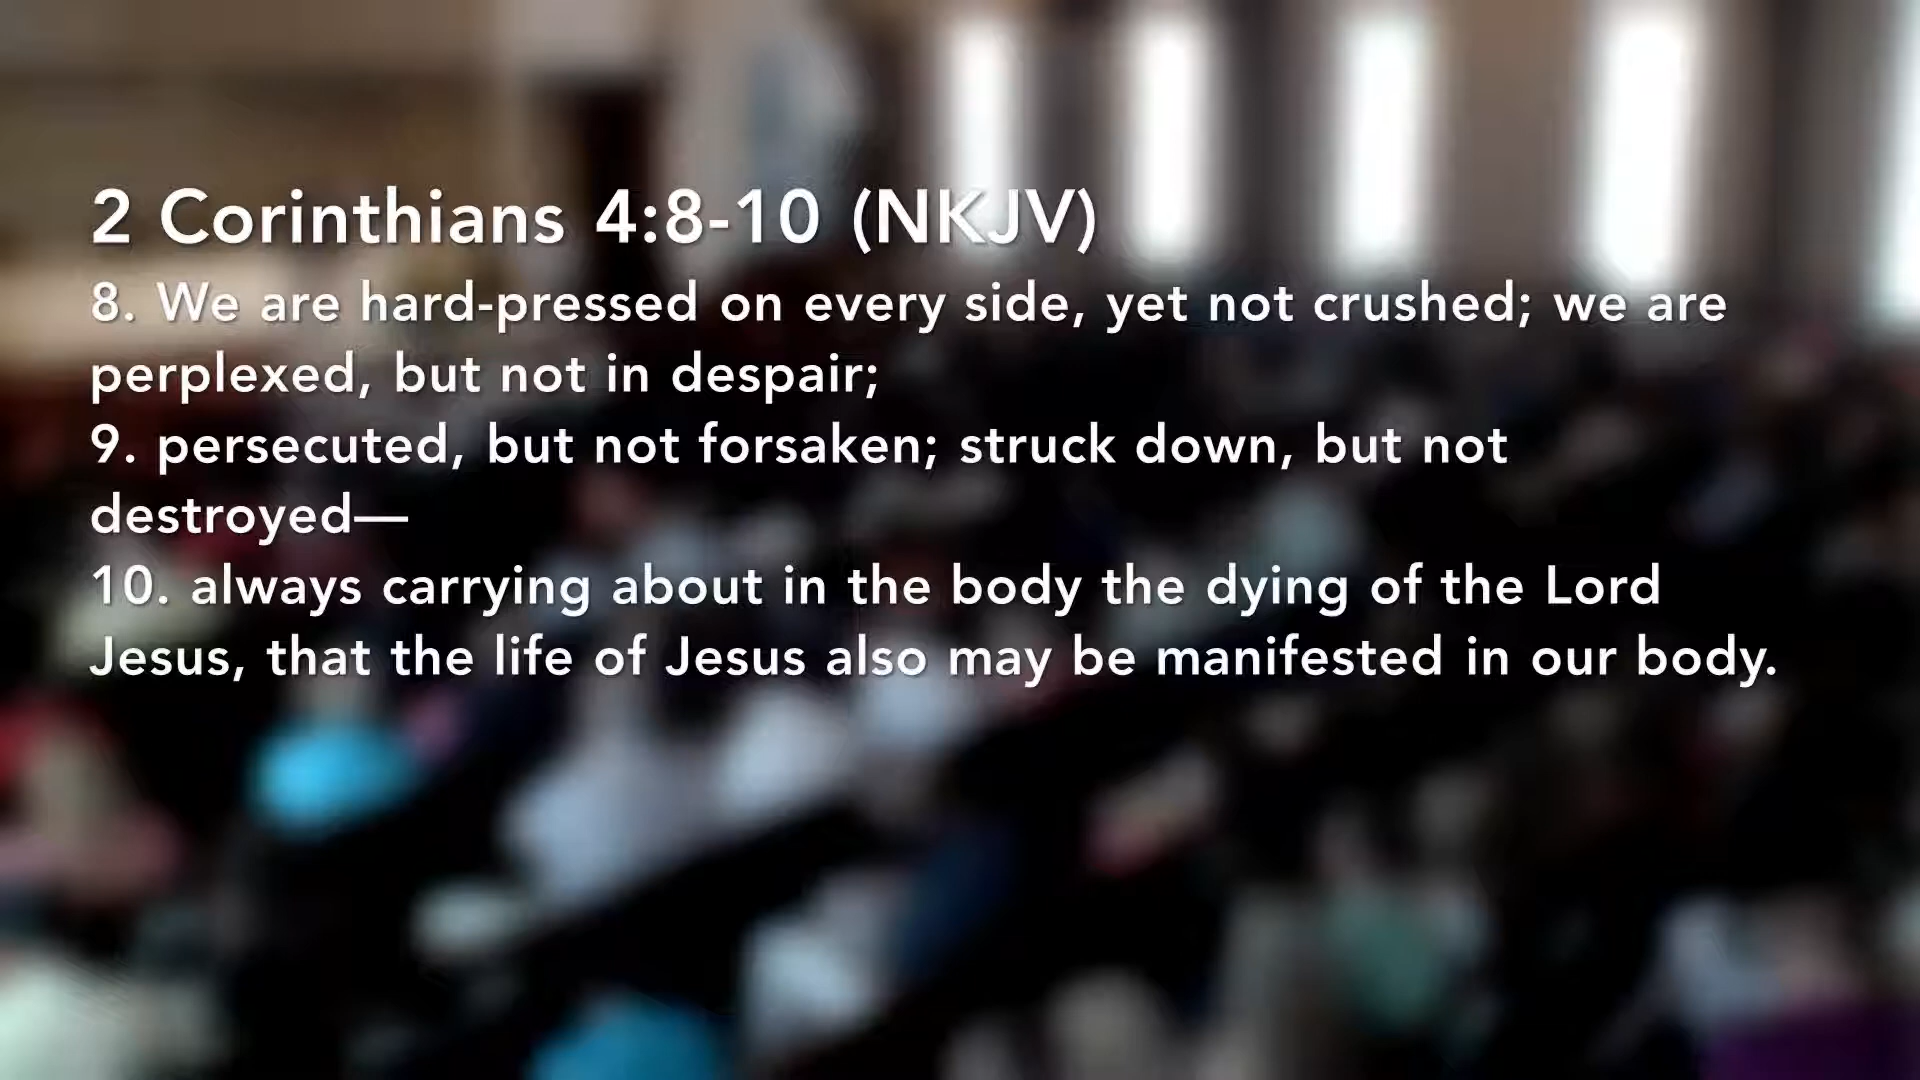 2 Corinthians 4:8-10 (NKJV)
8. We are hard-pressed on every side, yet not crushed; we are
perplexed, but not in despair;
9. persecuted, but not forsaken; struck down, but not
destroyed—
10. always carrying about in the body the dying of the Lord
Jesus, that the life of Jesus also may be manifested in our body.